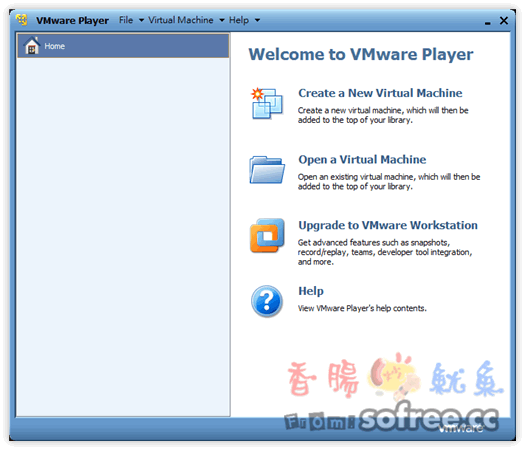 VMware Player File Virtual Machine Help
Home
Welcome to VMware Player
Create a New Virtual Machine
Create a new virtual machine, which will then be
added to the top of your library.
Open a Virtual Machine
Open an existing virtual machine, which will then be
added to the top of your library.
Upgrade to VMware Workstation
Get advanced features such as snapshots,
record/replay, teams, developer tool integration,
and more.
Help
View VMware Player's help contents.
香腸炒魷魚
From: sofree.cc
vmware